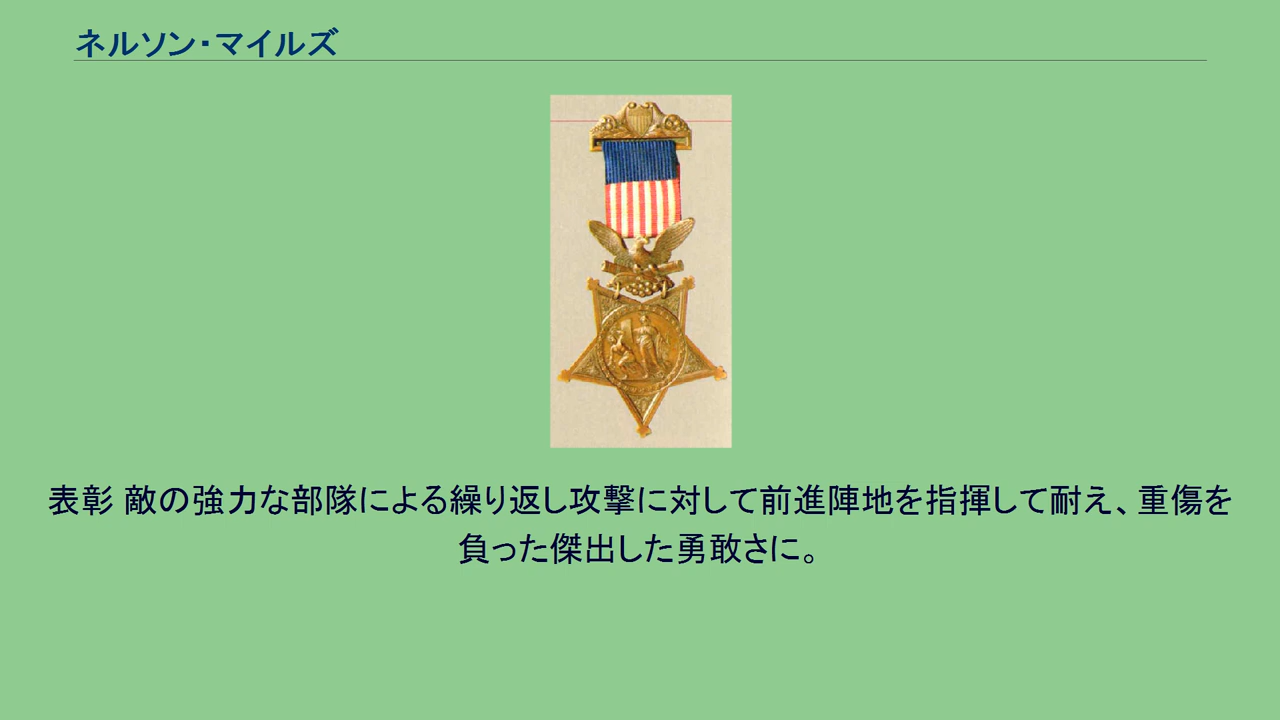 ネルソン・マイルズ
表彰 敵の強力な部隊による繰り返し攻撃に対して前進陣地を指揮して耐え、重傷を
負った傑出した勇敢さに。